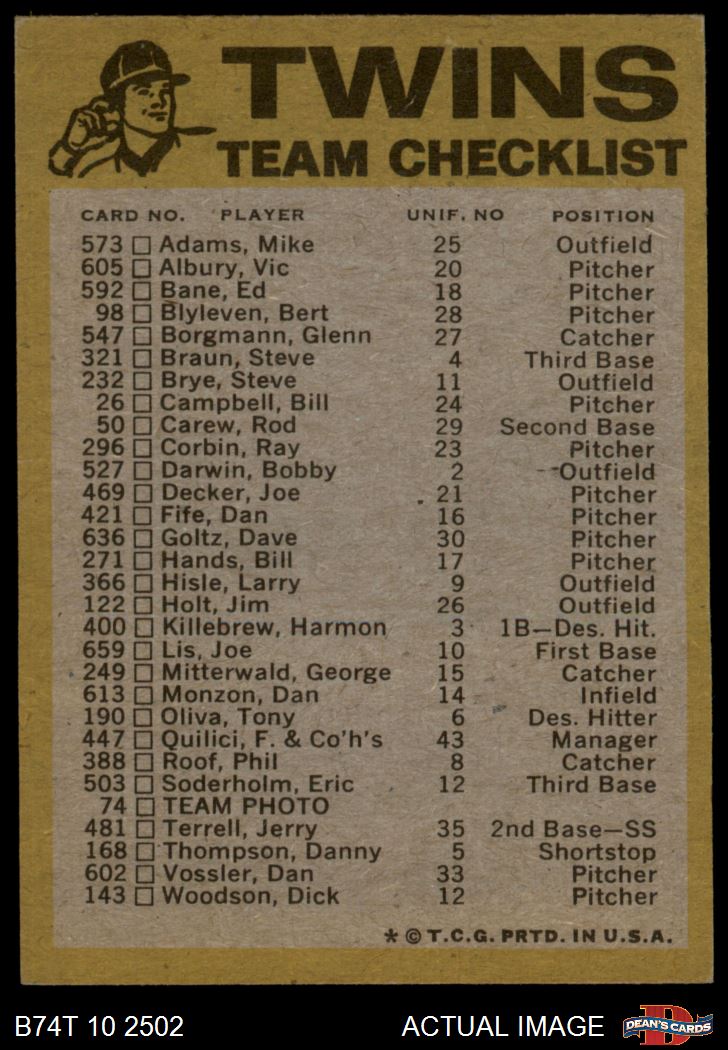 TWINS
TEAM CHECKLIST
CARD NO. PLAYER UNIF. NO POSITION
573 Adams, Mike 25 Outfield
605 Albury, Vic 20 Pitcher
592 Bane, Ed 18 Pitcher
98 Blyleven, Bert 28 Pitcher
547 Borgmann, Glenn 27 Catcher
321 Braun, Steve 4 Third Base
232 Brye, Steve 11 Outfield
26 Campbell, Bill 24 Pitcher
50 Carew, Rod 29 Second Base
296 Corbin, Ray 23 Pitcher
527 Darwin, Bobby 2 Outfield
469 Decker, Joe 21 Pitcher
421 Fife, Dan 16 Pitcher
636 Goltz, Dave 30 Pitcher
271 Hands, Bill 17 Pitcher
366 Hisle, Larry 9 Outfield
122 Holt, Jim 26 Outfield
400 Killebrew, Harmon 3 1B—Des. Hit.
659 Lis, Joe 10 First Base
249 Mitterwald, George 15 Catcher
613 Monzon, Dan 14 Infield
190 Oliva, Tony 6 Des. Hitter
447 Quilici, F. & Co'h's 43 Manager
388 Roof, Phil 8 Catcher
503 Soderholm, Eric 12 Third Base
74 TEAM PHOTO
481 Terrell, Jerry 35 2nd Base—SS
168 Thompson, Danny 5 Shortstop
602 Vossler, Dan 33 Pitcher
143 Woodson, Dick 12 Pitcher
* © T.C.G. PRTD. IN U.S.A.
B74T 10 2502 ACTUAL IMAGE D DEAN'S CARDS